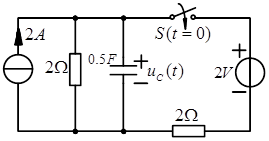 2A
S(t = 0)
2Ω
0.5F
+
u_C(t)
−
+
2V
−
2Ω